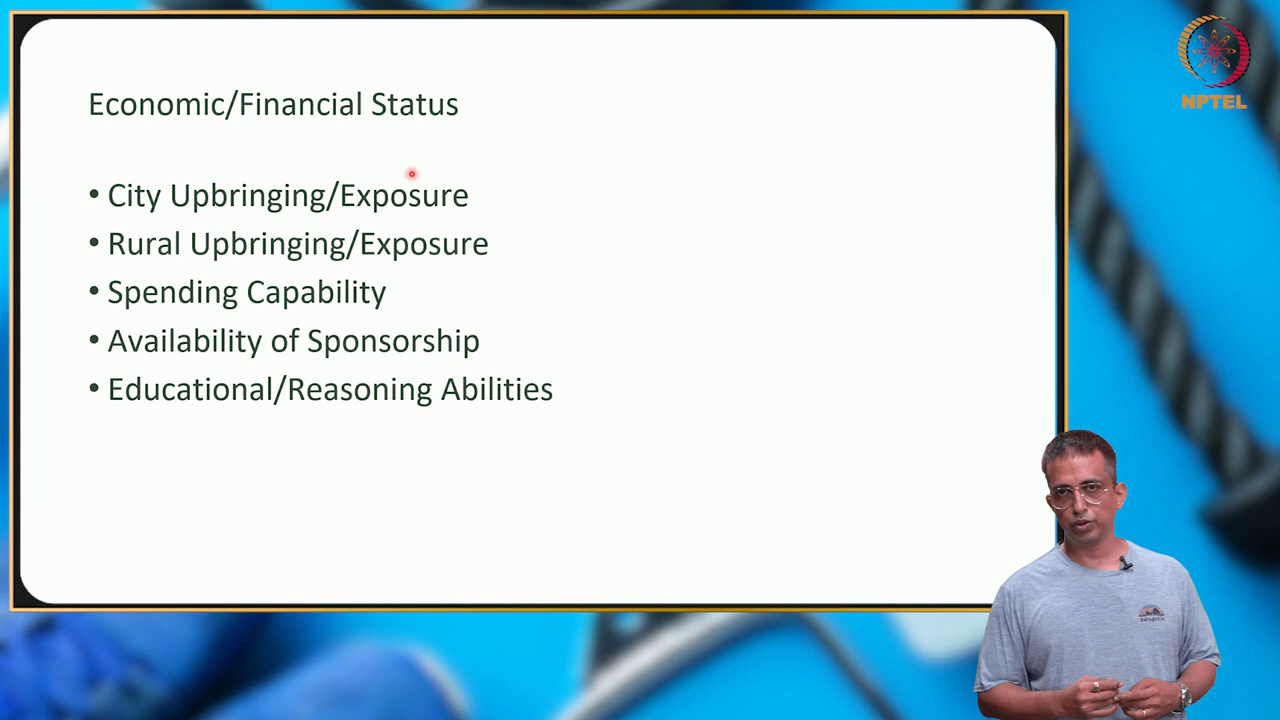 Economic/Financial Status
• City Upbringing/Exposure
• Rural Upbringing/Exposure
• Spending Capability
• Availability of Sponsorship
• Educational/Reasoning Abilities
NPTEL